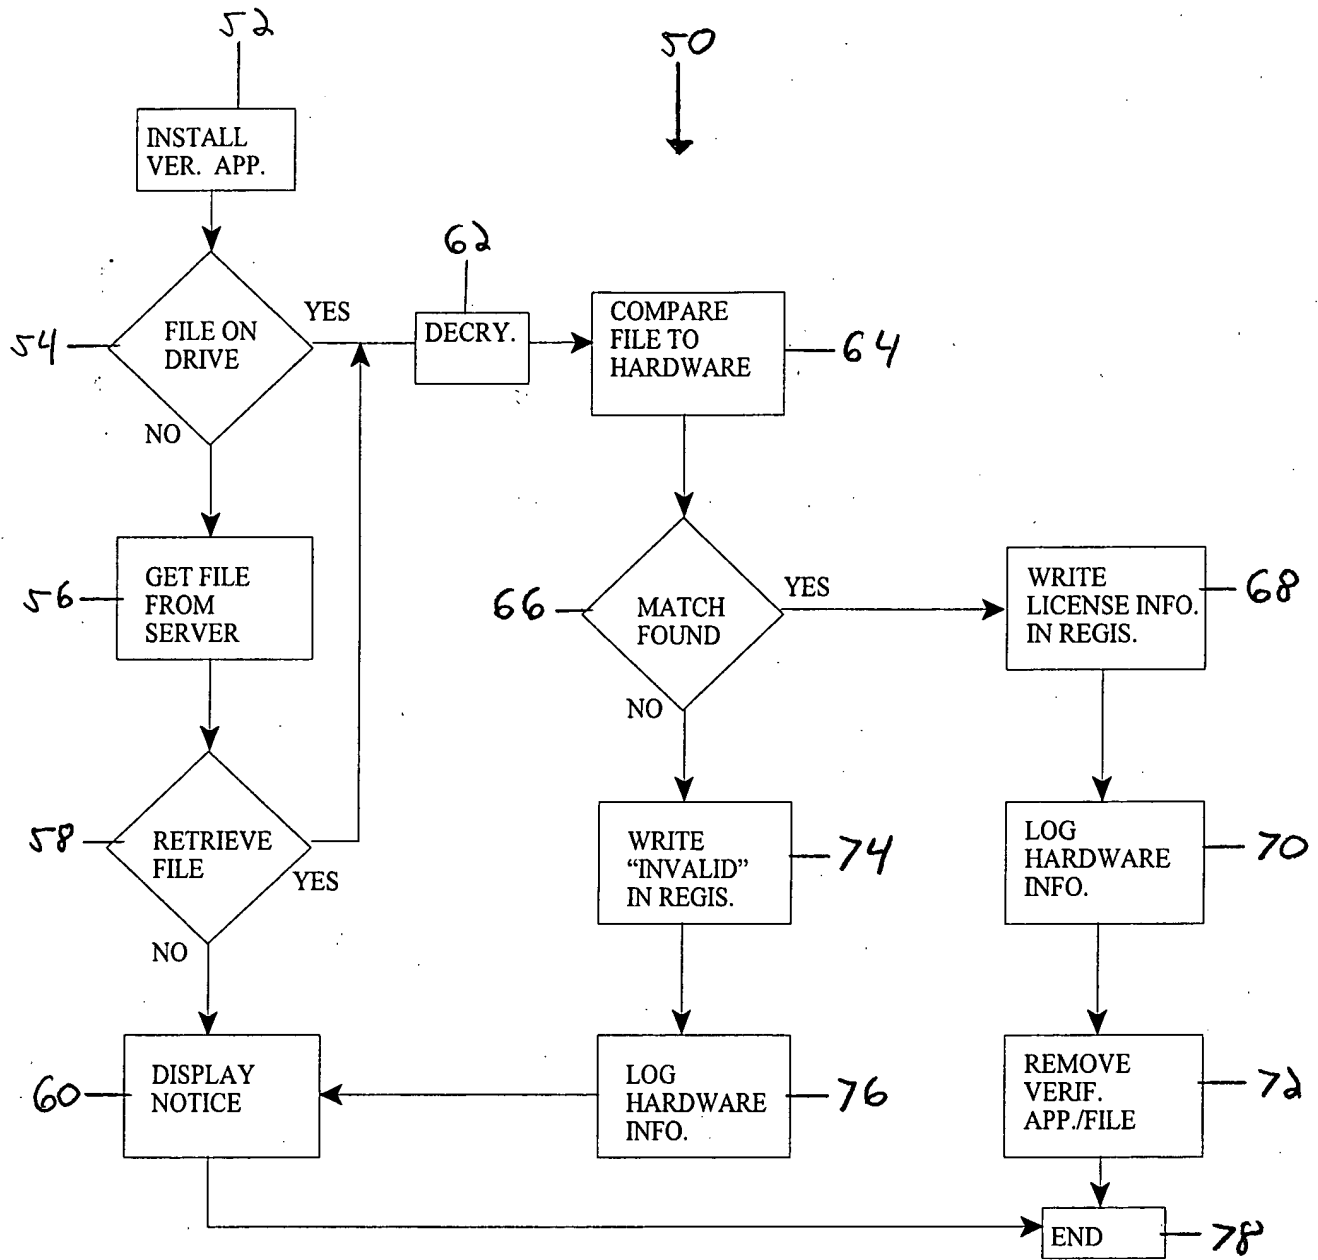 52
50
INSTALL
VER. APP.
62
FILE ON
DRIVE
YES
54
NO
DECRY.
COMPARE
FILE TO
HARDWARE
64
GET FILE
FROM
SERVER
56
MATCH
FOUND
66
YES
NO
WRITE
LICENSE INFO.
IN REGIS.
68
RETRIEVE
FILE
58
YES
NO
WRITE
“INVALID”
IN REGIS.
74
LOG
HARDWARE
INFO.
70
DISPLAY
NOTICE
60
LOG
HARDWARE
INFO.
76
REMOVE
VERIF.
APP./FILE
72
END
78